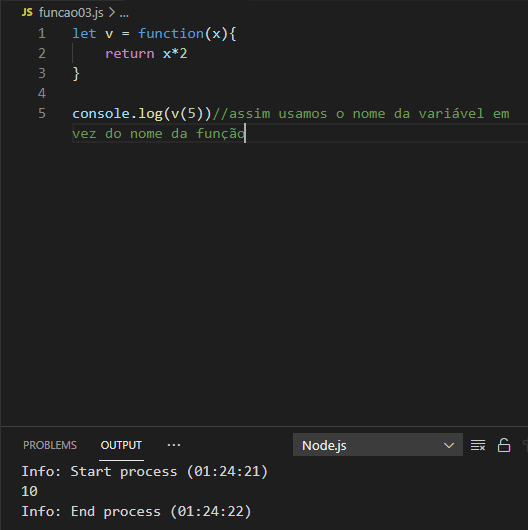 JS funcao03.js > ...
1 let v = function(x){
2 return x*2
3 }
4
5 console.log(v(5))//assim usamos o nome da variável em
vez do nome da função
PROBLEMS OUTPUT ... Node.js
Info: Start process (01:24:21)
10
Info: End process (01:24:22)